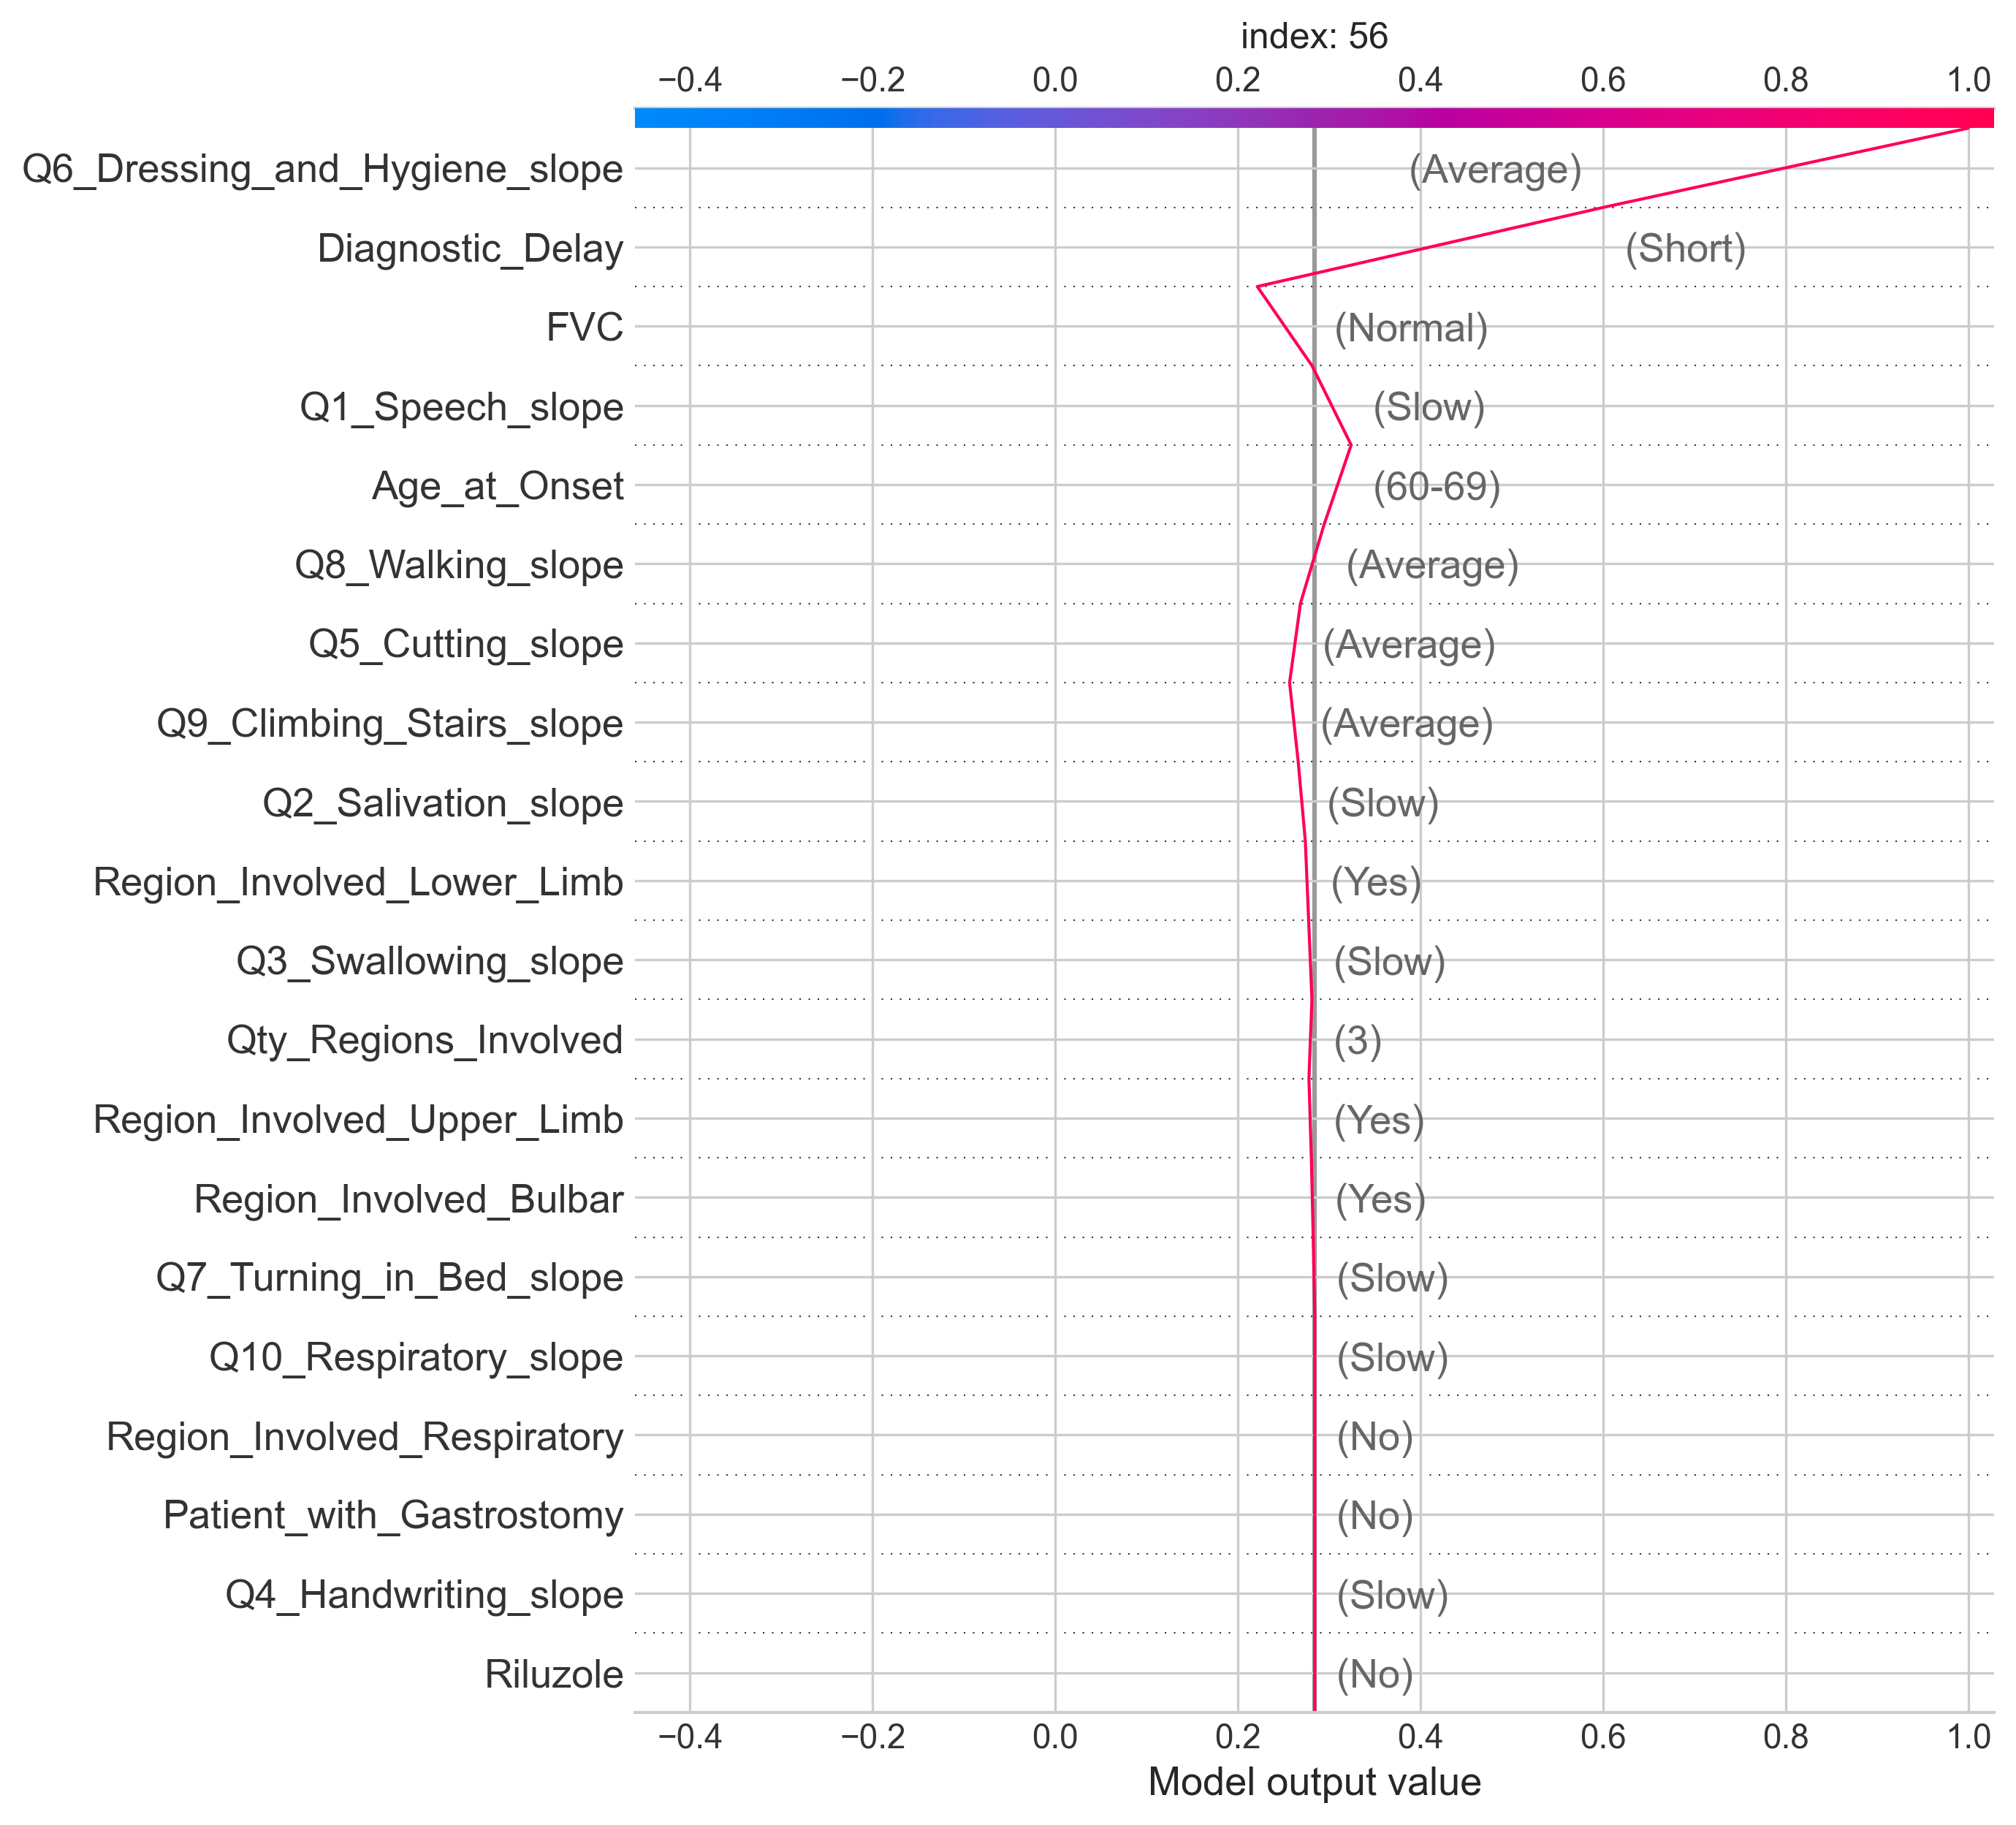 index: 56
−0.4 −0.2 0.0 0.2 0.4 0.6 0.8 1.0
Q6_Dressing_and_Hygiene_slope (Average)
Diagnostic_Delay (Short)
FVC (Normal)
Q1_Speech_slope (Slow)
Age_at_Onset (60-69)
Q8_Walking_slope (Average)
Q5_Cutting_slope (Average)
Q9_Climbing_Stairs_slope (Average)
Q2_Salivation_slope (Slow)
Region_Involved_Lower_Limb (Yes)
Q3_Swallowing_slope (Slow)
Qty_Regions_Involved (3)
Region_Involved_Upper_Limb (Yes)
Region_Involved_Bulbar (Yes)
Q7_Turning_in_Bed_slope (Slow)
Q10_Respiratory_slope (Slow)
Region_Involved_Respiratory (No)
Patient_with_Gastrostomy (No)
Q4_Handwriting_slope (Slow)
Riluzole (No)
−0.4 −0.2 0.0 0.2 0.4 0.6 0.8 1.0
Model output value